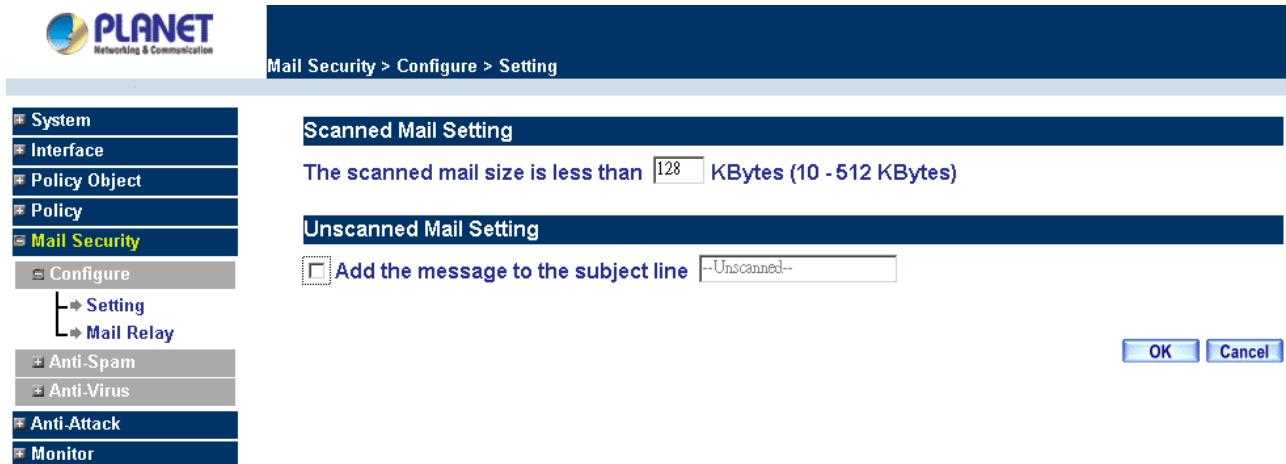 PLANET
Networking & Communication
Mail Security > Configure > Setting
System
Interface
Policy Object
Policy
Mail Security
Configure
Setting
Mail Relay
Anti-Spam
Anti-Virus
Anti-Attack
Monitor
Scanned Mail Setting
The scanned mail size is less than 128 KBytes (10 - 512 KBytes)
Unscanned Mail Setting
Add the message to the subject line --Unscanned--
OK Cancel